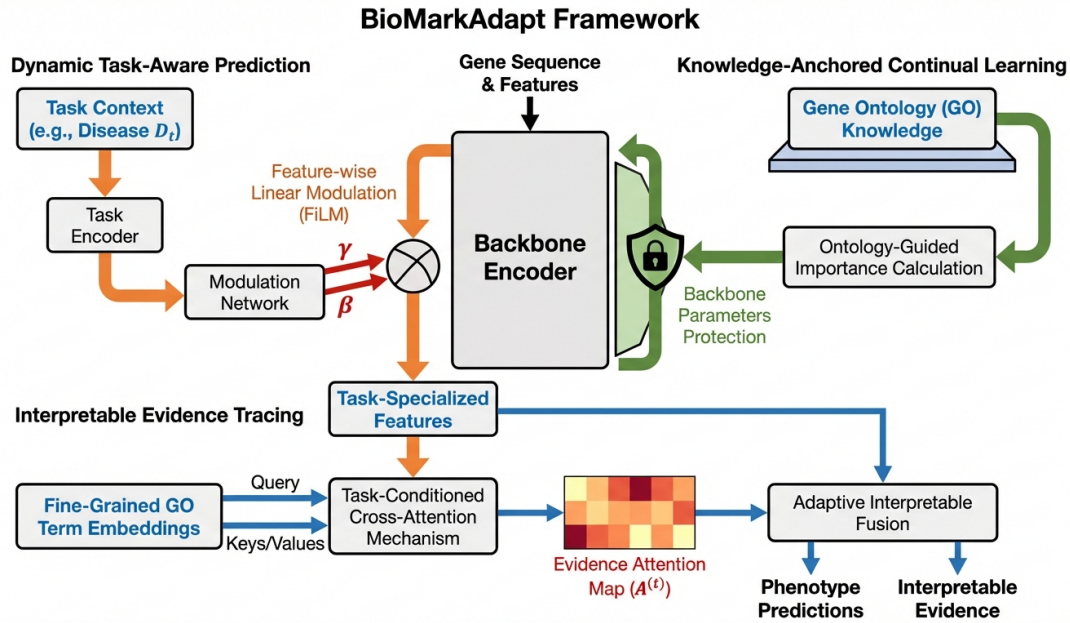 BioMarkAdapt Framework
Dynamic Task-Aware Prediction
Gene Sequence
& Features
Knowledge-Anchored Continual Learning
Task Context
(e.g., Disease D_t)
Gene Ontology (GO)
Knowledge
Feature-wise
Linear Modulation
(FiLM)
Task
Encoder
Backbone
Encoder
Ontology-Guided
Importance Calculation
γ
β
Modulation
Network
Backbone
Parameters
Protection
Interpretable Evidence Tracing
Task-Specialized
Features
Fine-Grained GO
Term Embeddings
Query
Keys/Values
Task-Conditioned
Cross-Attention
Mechanism
Evidence Attention
Map (A^(t))
Adaptive Interpretable
Fusion
Phenotype
Predictions
Interpretable
Evidence